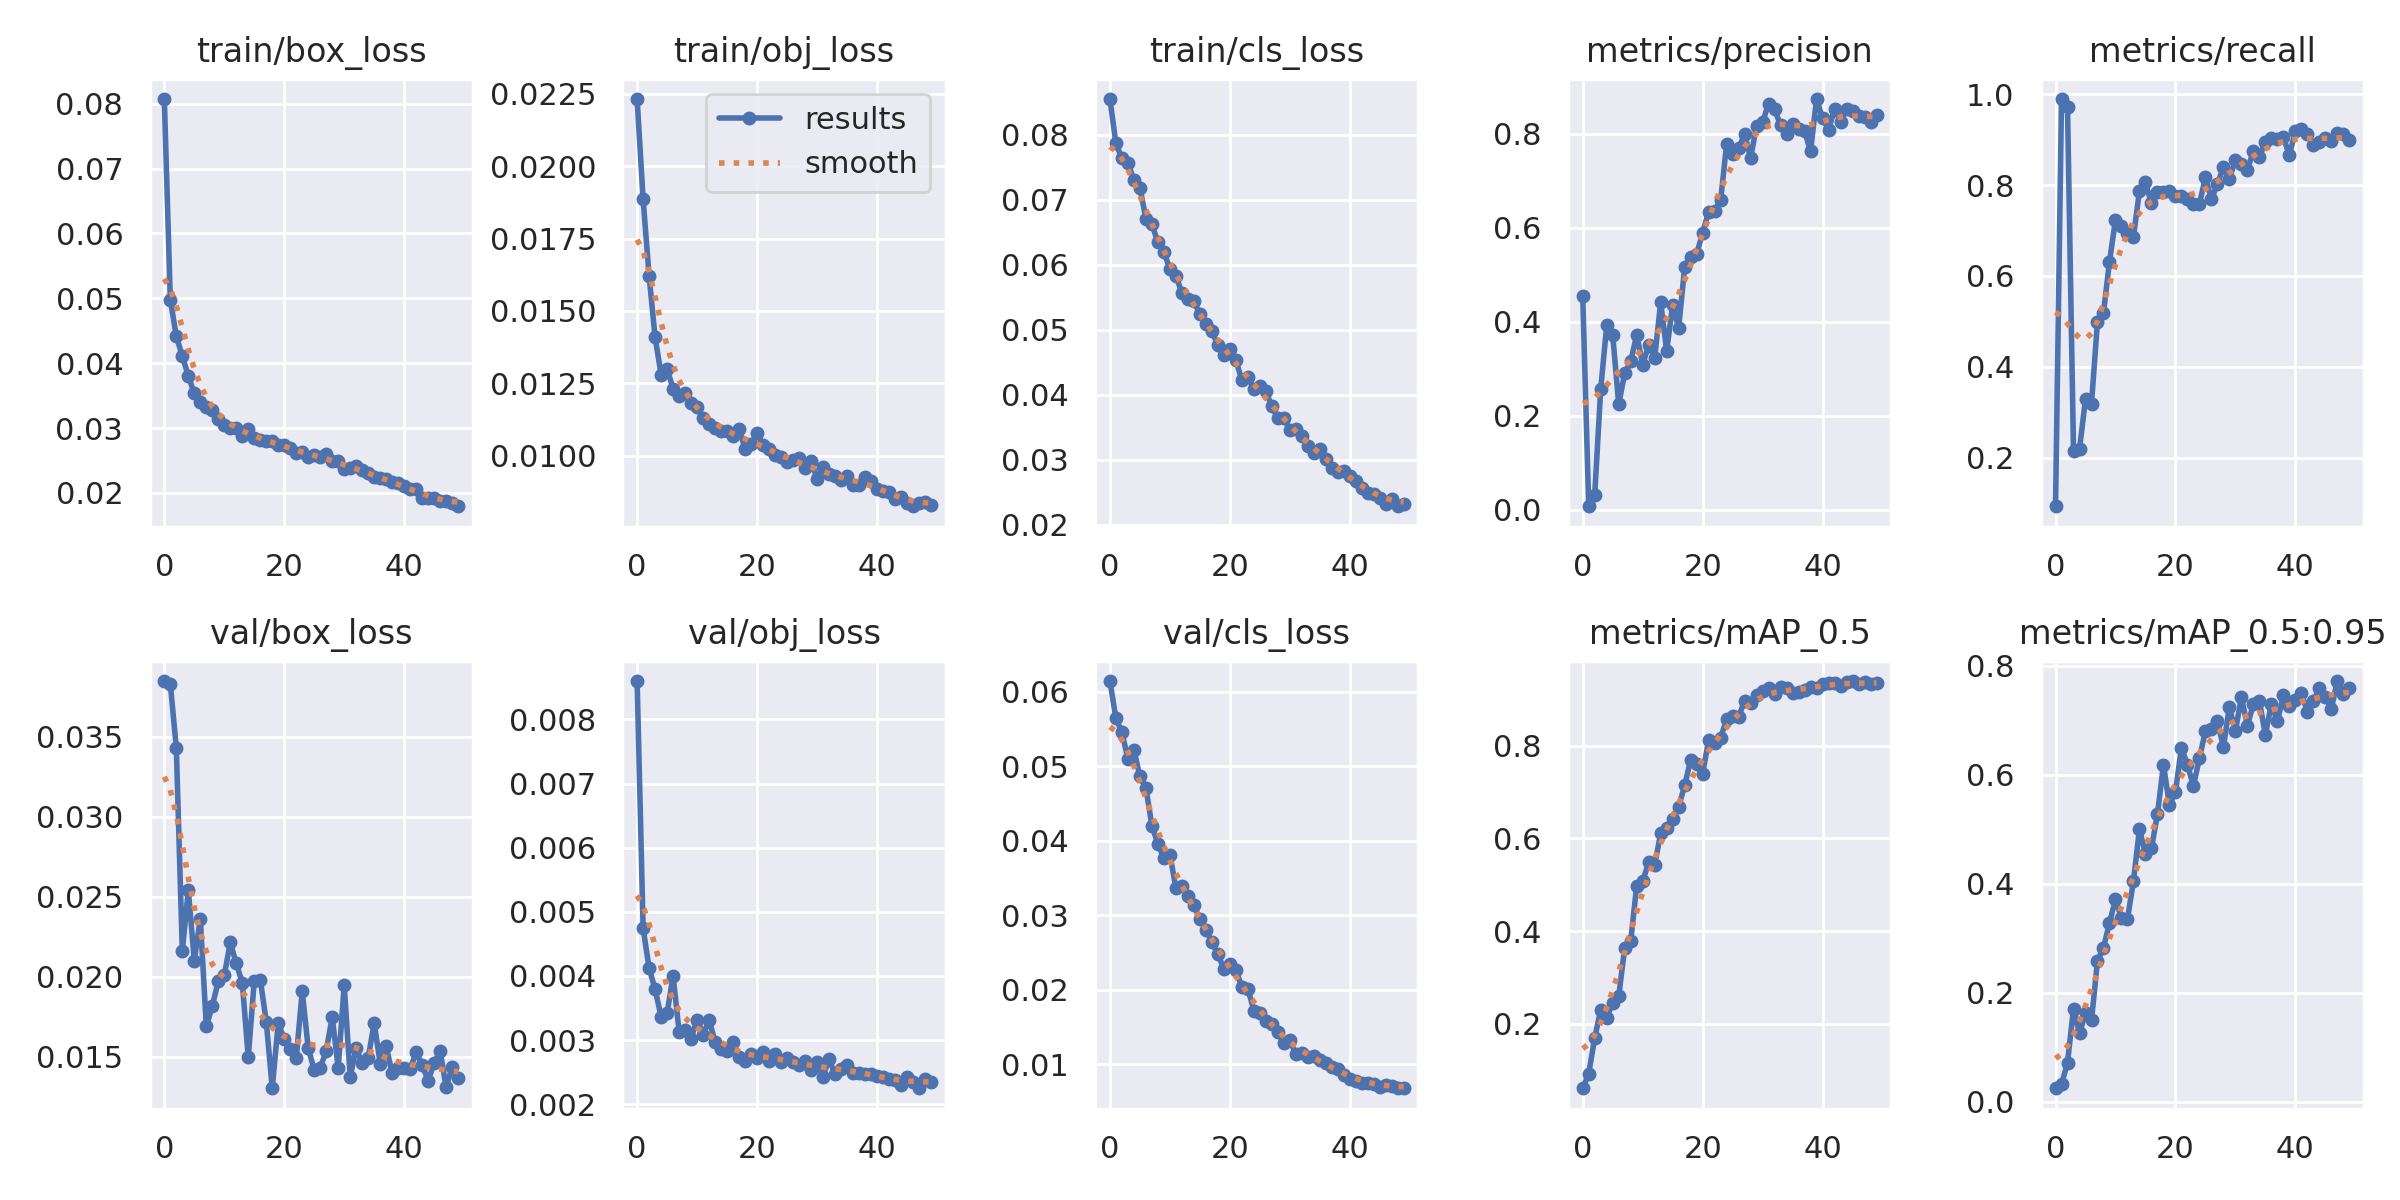 train/box_loss
0.08
0.07
0.06
0.05
0.04
0.03
0.02
0 20 40
train/obj_loss
results
smooth
0.0225
0.0200
0.0175
0.0150
0.0125
0.0100
0 20 40
train/cls_loss
0.08
0.07
0.06
0.05
0.04
0.03
0.02
0 20 40
metrics/precision
0.8
0.6
0.4
0.2
0.0
0 20 40
metrics/recall
1.0
0.8
0.6
0.4
0.2
0 20 40
val/box_loss
0.035
0.030
0.025
0.020
0.015
0 20 40
val/obj_loss
0.008
0.007
0.006
0.005
0.004
0.003
0.002
0 20 40
val/cls_loss
0.06
0.05
0.04
0.03
0.02
0.01
0 20 40
metrics/mAP_0.5
0.8
0.6
0.4
0.2
0 20 40
metrics/mAP_0.5:0.95
0.8
0.6
0.4
0.2
0.0
0 20 40